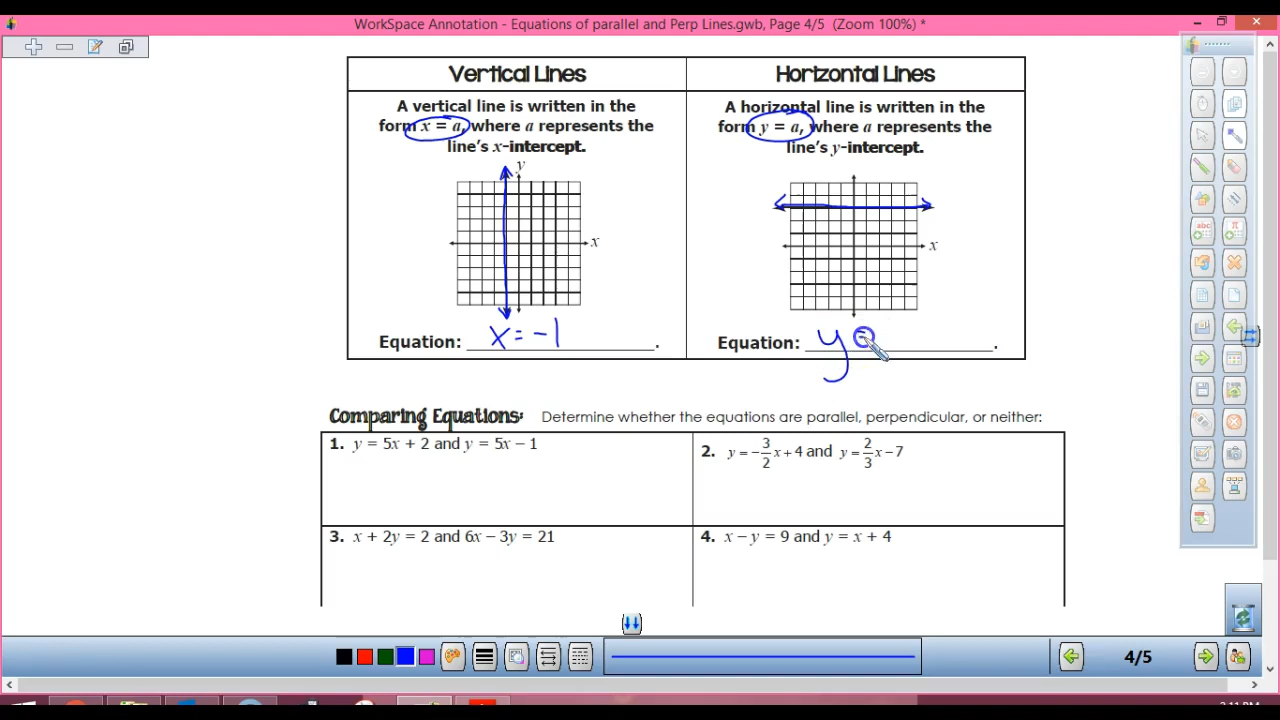 WorkSpace Annotation - Equations of parallel and Perp Lines.gwb, Page 4/5 (Zoom 100%) *
Vertical Lines
A vertical line is written in the
form x = a, where a represents the
line's x-intercept.
y
x
Equation: x = -1.
Horizontal Lines
A horizontal line is written in the
form y = a, where a represents the
line's y-intercept.
x
Equation: y =.
Comparing Equations: Determine whether the equations are parallel, perpendicular, or neither:
1. y = 5x + 2 and y = 5x − 1
2. y = −3/2 x + 4 and y = 2/3 x − 7
3. x + 2y = 2 and 6x − 3y = 21
4. x − y = 9 and y = x + 4
abc
π
4/5